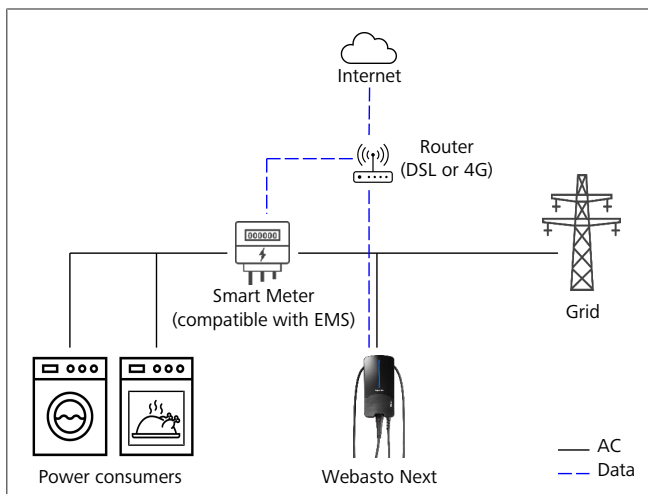 Internet
Router
(DSL or 4G)
000000
Smart Meter
(compatible with EMS)
Grid
Power consumers
Webasto Next
AC
Data